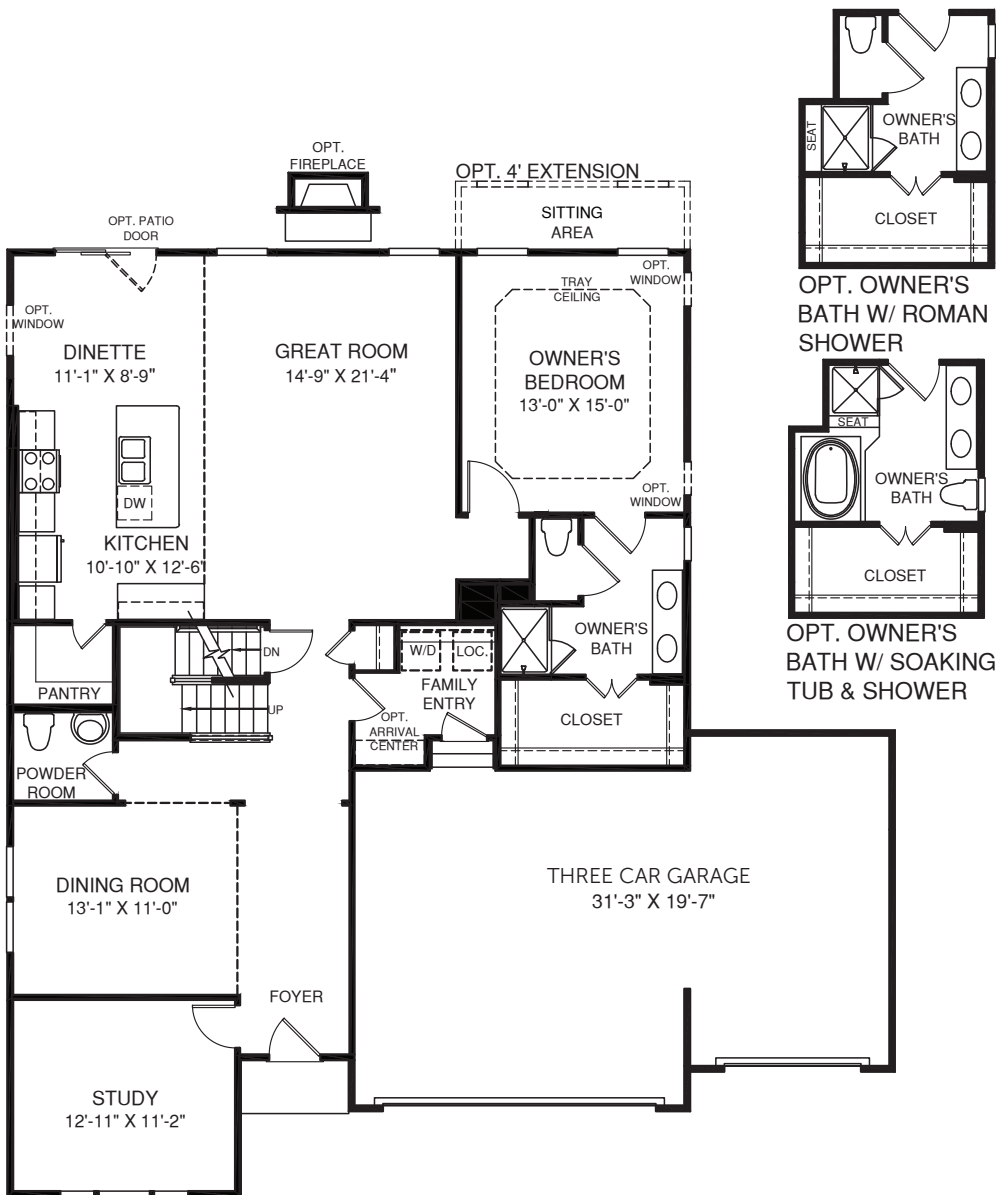 OPT.
FIREPLACE
OPT. 4' EXTENSION
SITTING
AREA
OPT. PATIO
DOOR
OPT.
WINDOW
TRAY
CEILING
OPT.
WINDOW
DINETTE
11'-1" X 8'-9"
GREAT ROOM
14'-9" X 21'-4"
OWNER'S
BEDROOM
13'-0" X 15'-0"
OPT.
WINDOW
DW
KITCHEN
10'-10" X 12'-6"
PANTRY
DN
UP
W/D
LOC.
FAMILY
ENTRY
OPT.
ARRIVAL
CENTER
OWNER'S
BATH
CLOSET
POWDER
ROOM
DINING ROOM
13'-1" X 11'-0"
THREE CAR GARAGE
31'-3" X 19'-7"
FOYER
STUDY
12'-11" X 11'-2"
OWNER'S
BATH
SEAT
CLOSET
OPT. OWNER'S
BATH W/ ROMAN
SHOWER
SEAT
OWNER'S
BATH
CLOSET
OPT. OWNER'S
BATH W/ SOAKING
TUB & SHOWER